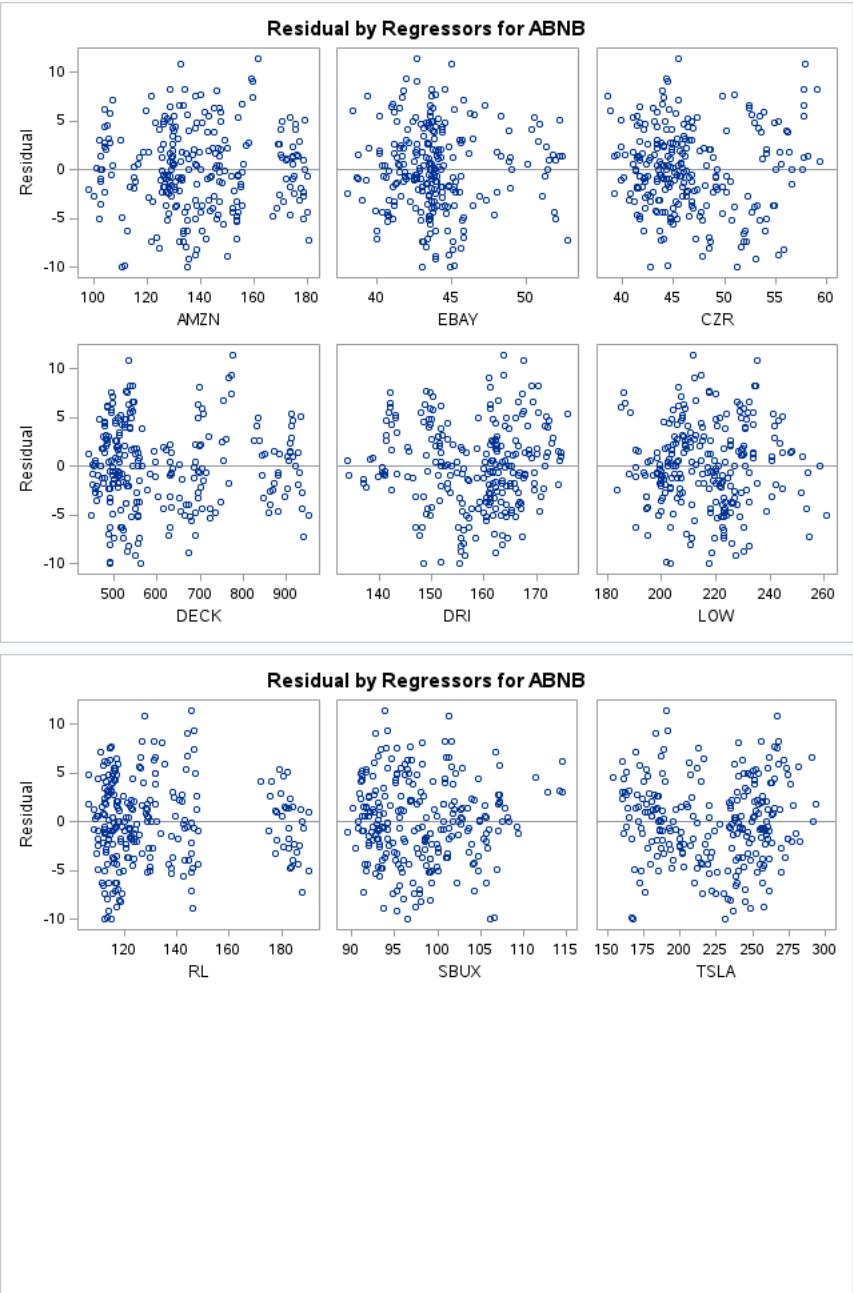 Residual by Regressors for ABNB
Residual
10
5
0
-5
-10
100 120 140 160 180
AMZN
40 45 50
EBAY
40 45 50 55 60
CZR
Residual
10
5
0
-5
-10
500 600 700 800 900
DECK
140 150 160 170
DRI
180 200 220 240 260
LOW
Residual by Regressors for ABNB
Residual
10
5
0
-5
-10
120 140 160 180
RL
90 95 100 105 110 115
SBUX
150 175 200 225 250 275 300
TSLA